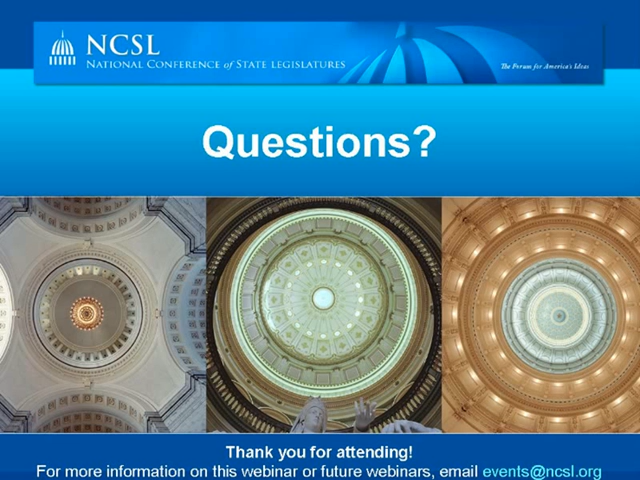 NCSL
NATIONAL CONFERENCE of STATE LEGISLATURES
The Forum for America's Ideas
Questions?
Thank you for attending!
For more information on this webinar or future webinars, email events@ncsl.org